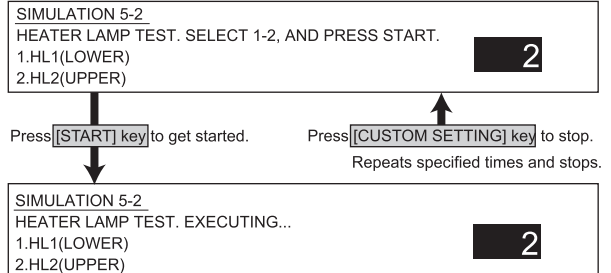 SIMULATION 5-2
HEATER LAMP TEST. SELECT 1-2, AND PRESS START.
1.HL1(LOWER)
2
2.HL2(UPPER)
Press [START] key to get started.
Press [CUSTOM SETTING] key to stop.
Repeats specified times and stops.
SIMULATION 5-2
HEATER LAMP TEST. EXECUTING...
1.HL1(LOWER)
2
2.HL2(UPPER)